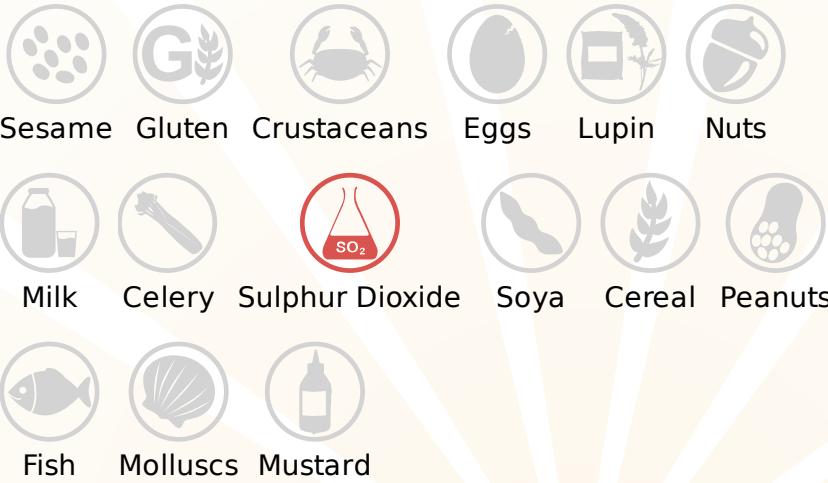 G
Sesame Gluten Crustaceans Eggs Lupin Nuts
SO₂
Milk Celery Sulphur Dioxide Soya Cereal Peanuts
Fish Molluscs Mustard